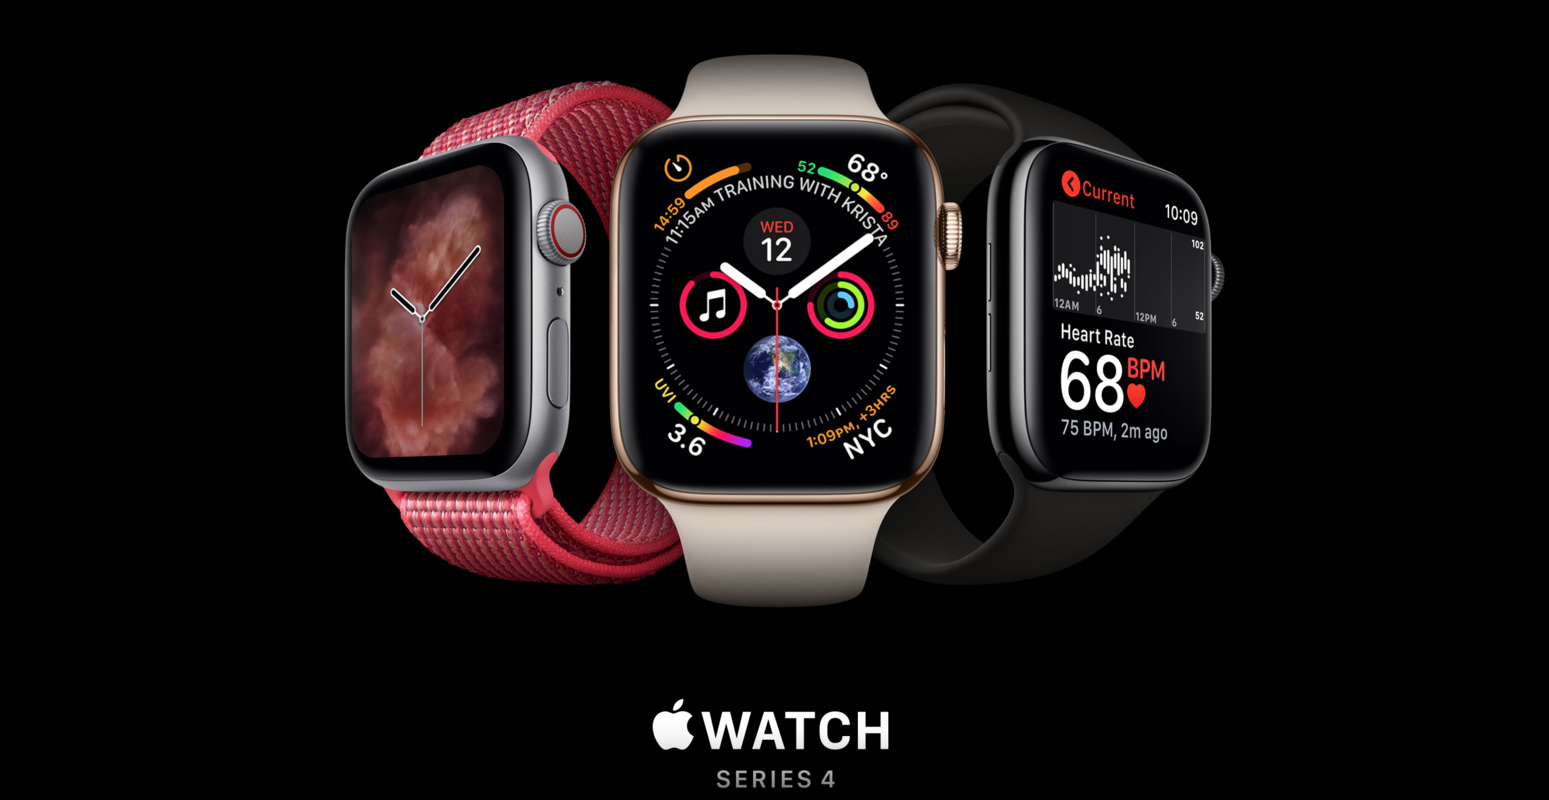 14:59
11:15AM TRAINING WITH KRISTA
52
68°
89
WED
12
UVI
3.6
1:09PM, +3HRS
NYC
Current
10:09
102
52
12AM 6 12PM 6
Heart Rate
68 BPM
75 BPM, 2m ago
WATCH
SERIES 4